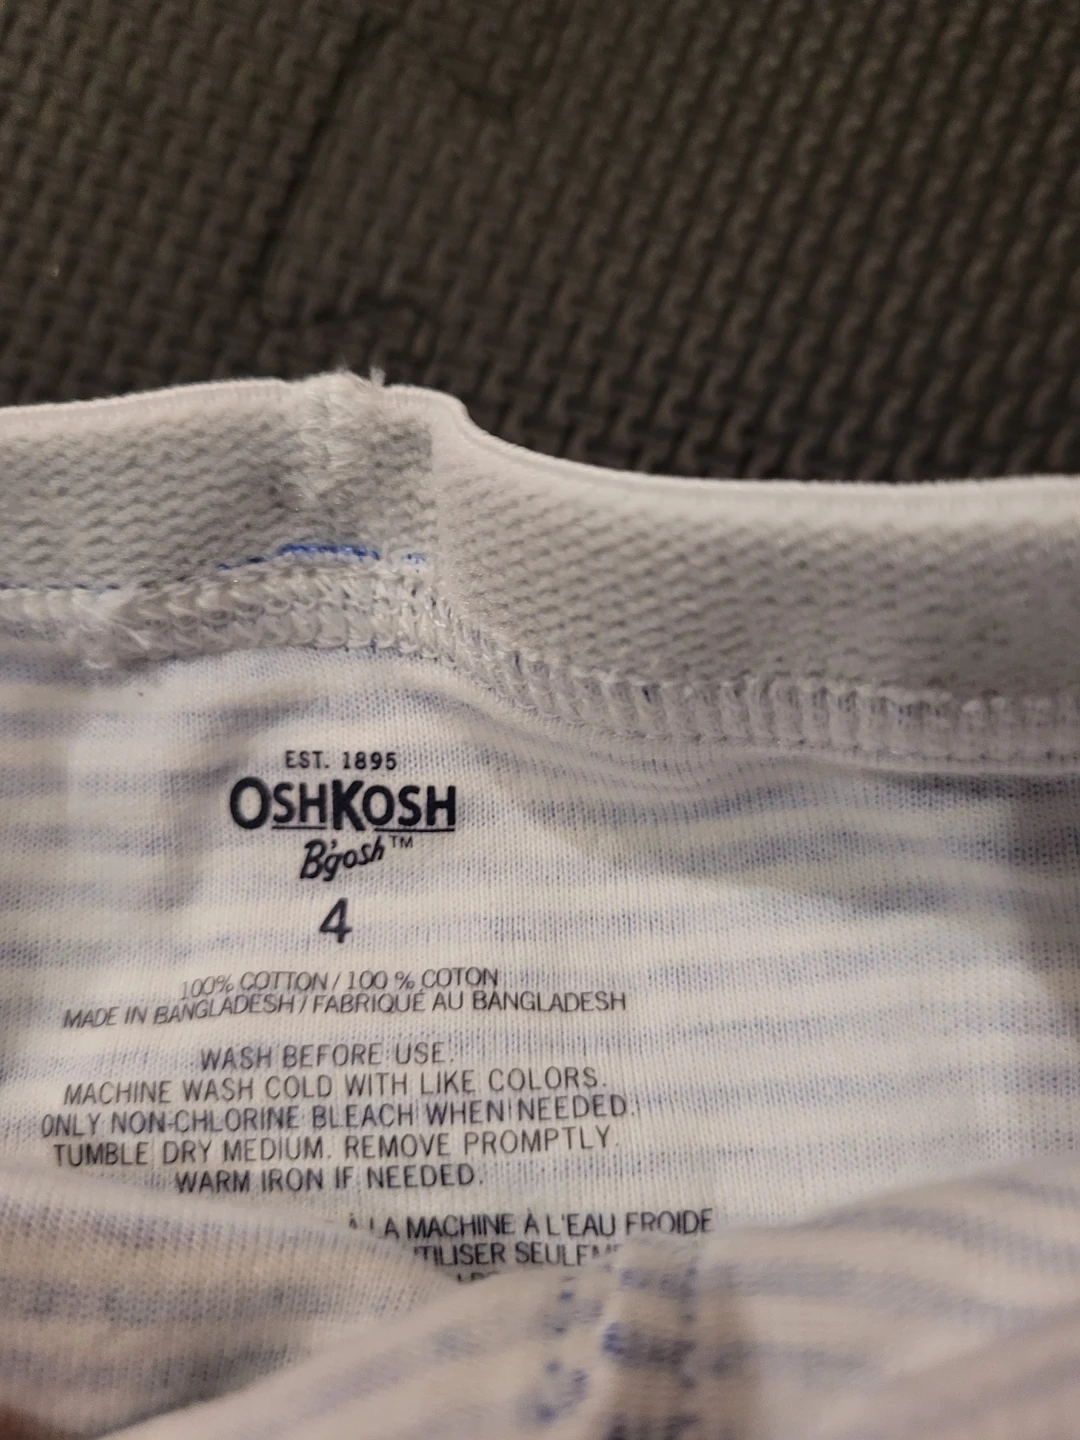 EST. 1895
OSHKOSH
B'gosh™
4
100% COTTON / 100 % COTON
MADE IN BANGLADESH / FABRIQUÉ AU BANGLADESH
WASH BEFORE USE.
MACHINE WASH COLD WITH LIKE COLORS.
ONLY NON-CHLORINE BLEACH WHEN NEEDED.
TUMBLE DRY MEDIUM. REMOVE PROMPTLY.
WARM IRON IF NEEDED.
À LA MACHINE À L'EAU FROIDE